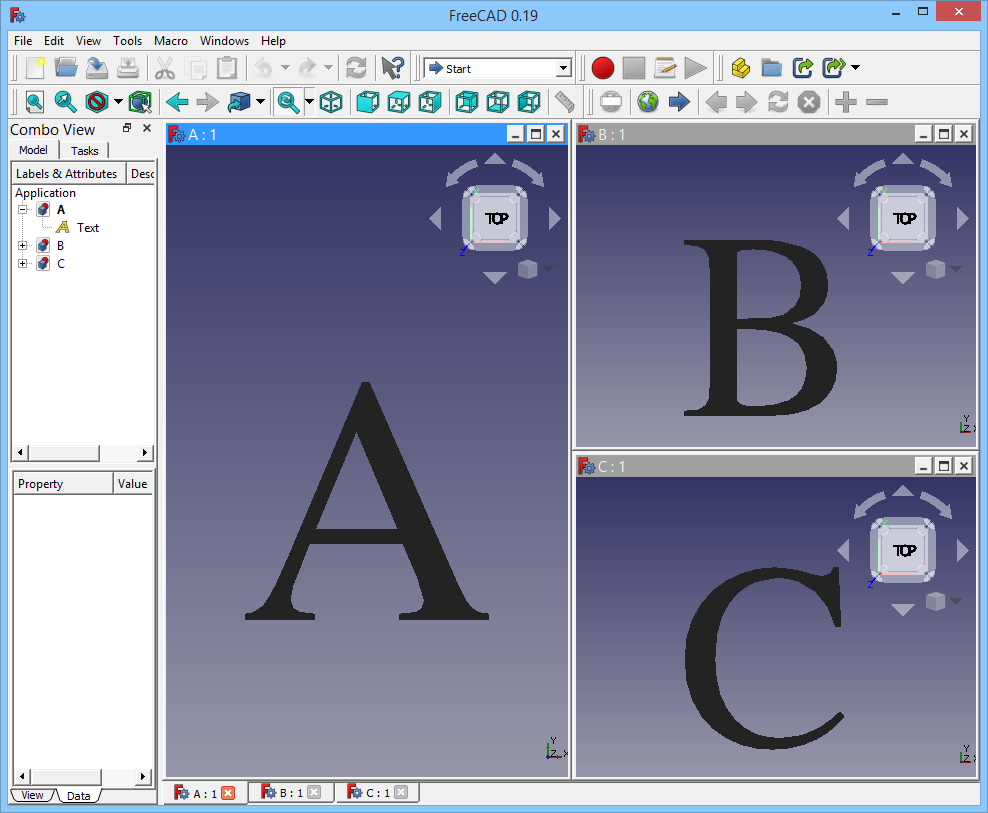 FreeCAD 0.19
File Edit View Tools Macro Windows Help
Start
Combo View
Model Tasks
Labels & Attributes Desc
Application
A
Text
B
C
Property Value
View Data
A : 1
TOP
Z
A
Y
Z X
B : 1
TOP
Z
B
Y
Z
C : 1
TOP
Z
C
Y
Z
A : 1 B : 1 C : 1